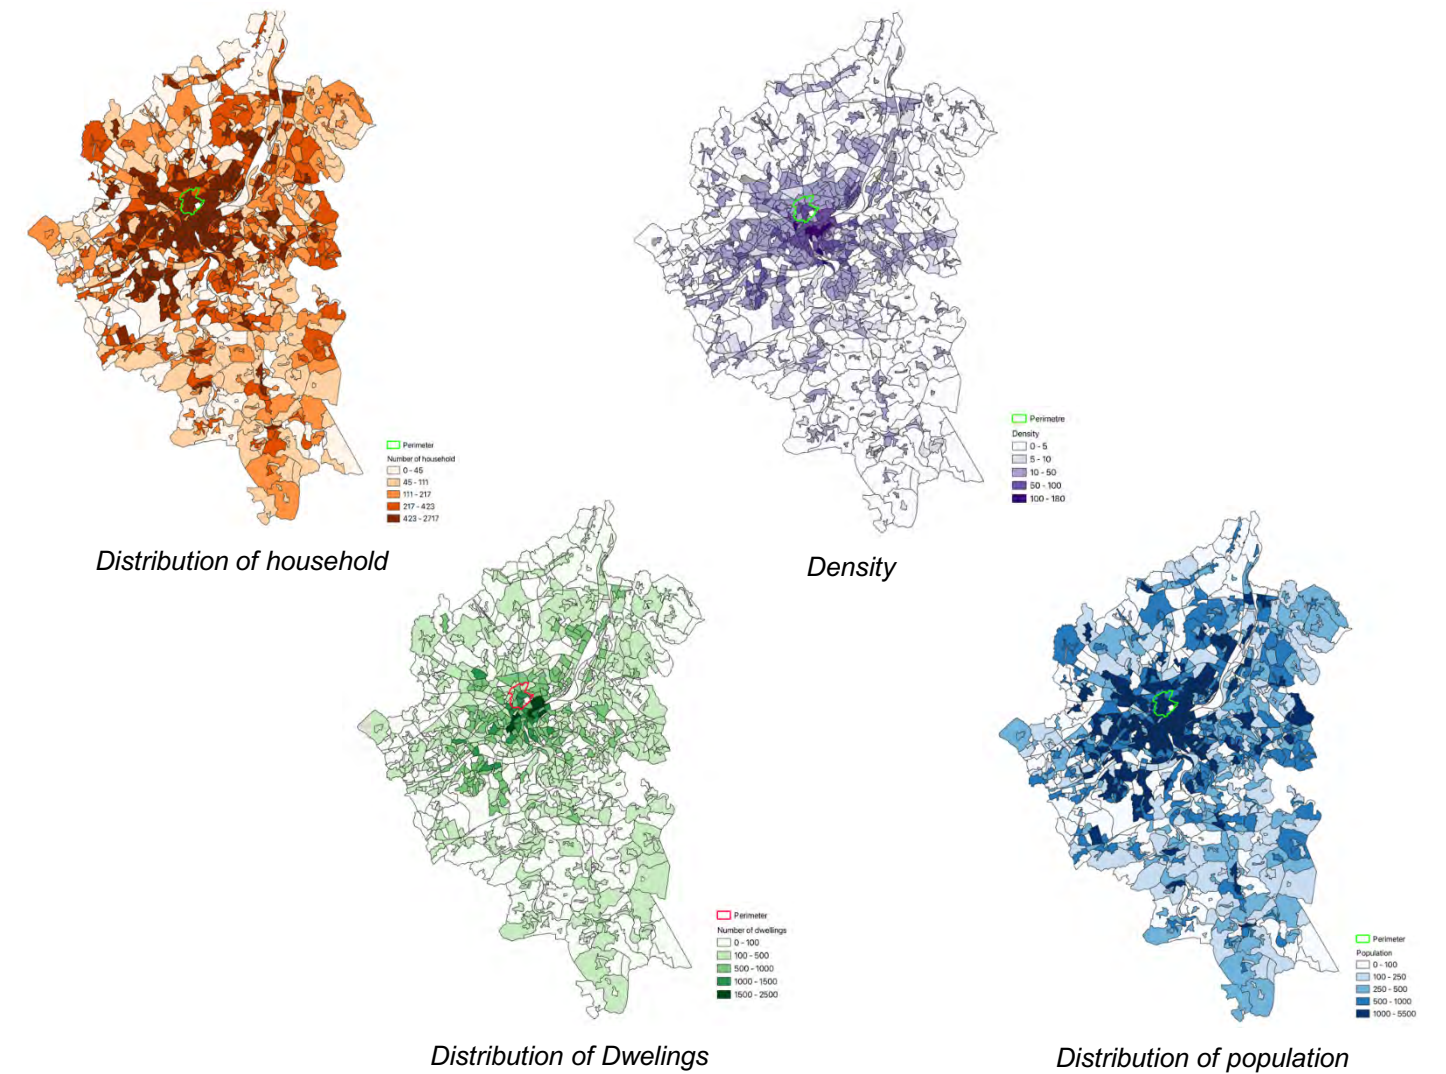 Perimeter
Number of household
0 - 45
45 - 111
111 - 217
217 - 423
423 - 2717
Distribution of household
Perimetre
Density
0 - 5
5 - 10
10 - 50
50 - 100
100 - 180
Density
Perimeter
Number of dwellings
0 - 100
100 - 500
500 - 1000
1000 - 1500
1500 - 2500
Distribution of Dwelings
Perimeter
Population
0 - 100
100 - 250
250 - 500
500 - 1000
1000 - 5500
Distribution of population